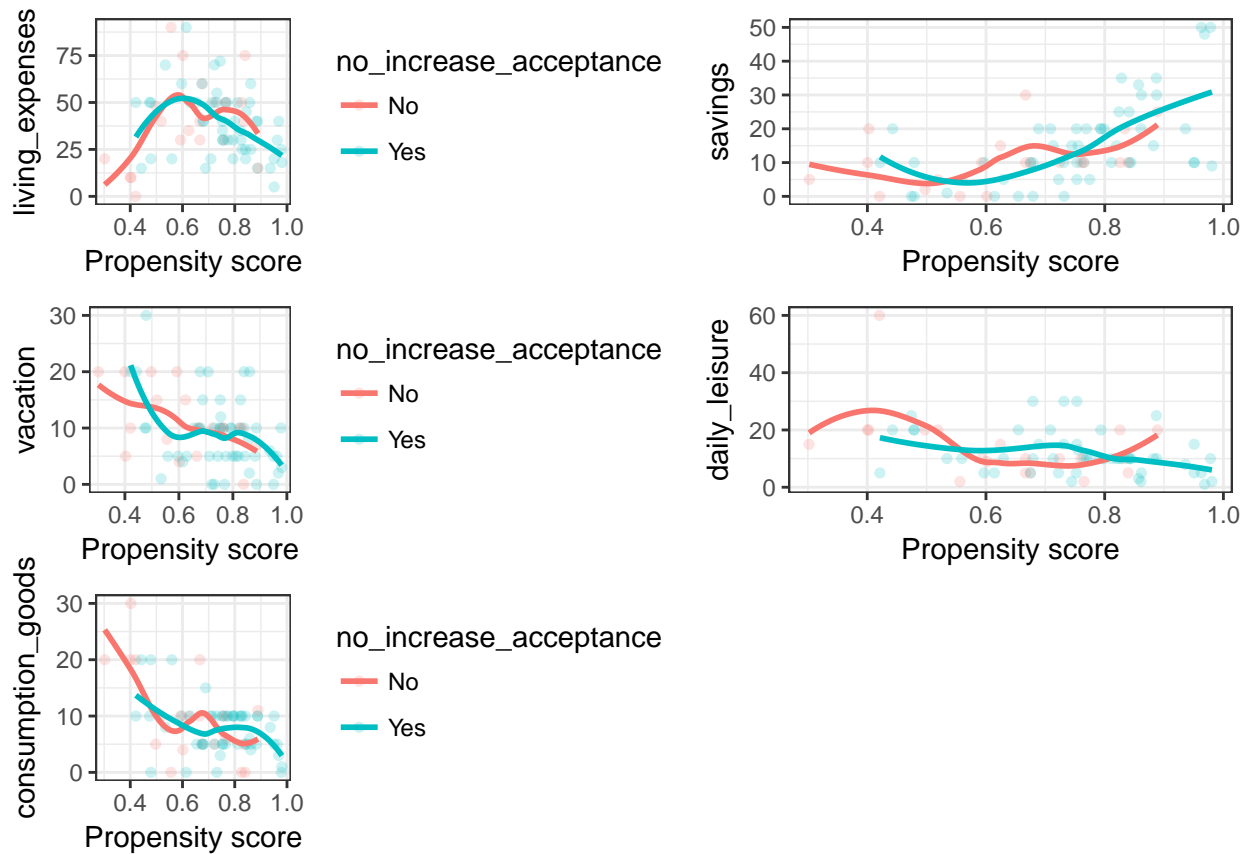 living_expenses
75
50
25
0
0.4 0.6 0.8 1.0
Propensity score
no_increase_acceptance
No
Yes
savings
50
40
30
20
10
0
0.4 0.6 0.8 1.0
Propensity score
vacation
30
20
10
0
0.4 0.6 0.8 1.0
Propensity score
no_increase_acceptance
No
Yes
daily_leisure
60
40
20
0
0.4 0.6 0.8 1.0
Propensity score
consumption_goods
30
20
10
0
0.4 0.6 0.8 1.0
Propensity score
no_increase_acceptance
No
Yes